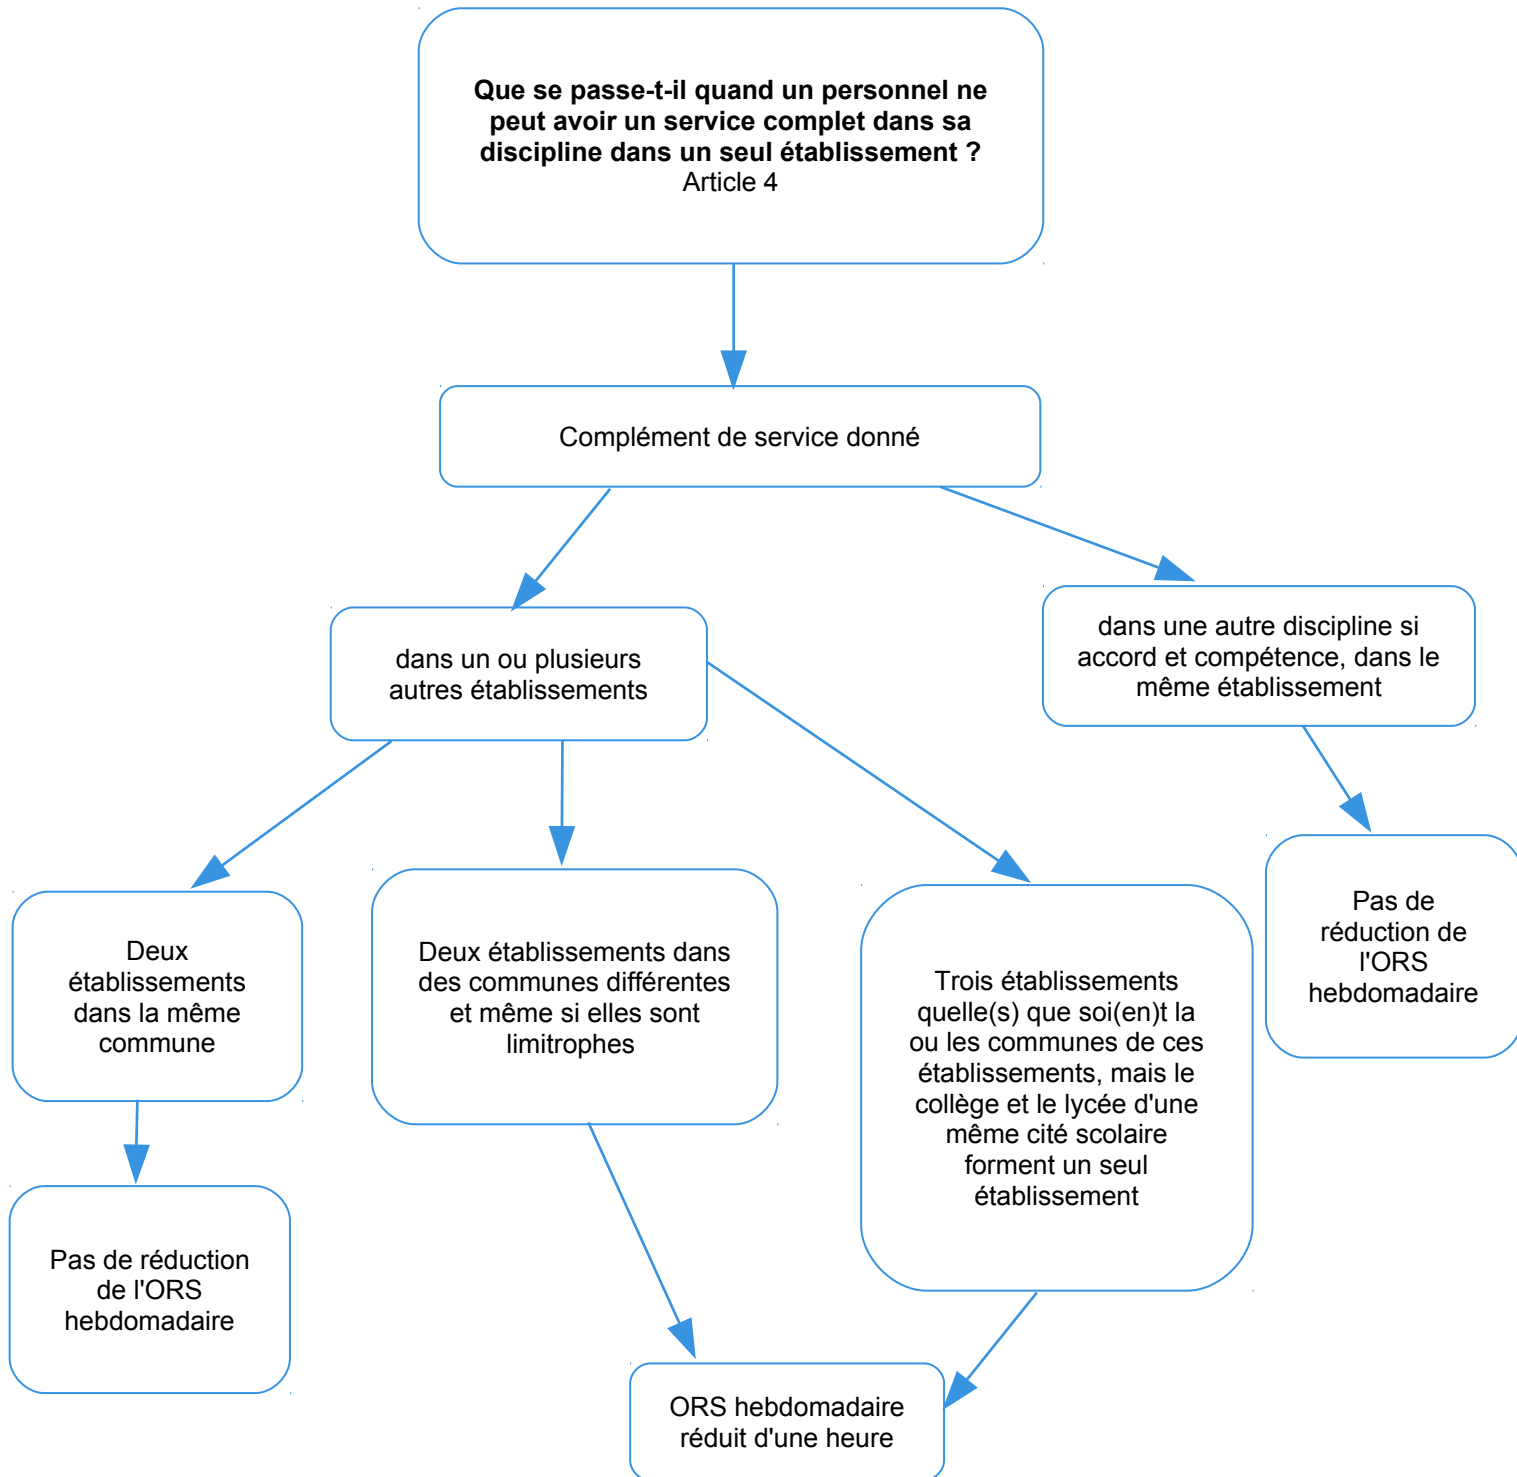 Que se passe-t-il quand un personnel ne
peut avoir un service complet dans sa
discipline dans un seul établissement ?
Article 4
Complément de service donné
dans un ou plusieurs
autres établissements
dans une autre discipline si
accord et compétence, dans le
même établissement
Deux
établissements
dans la même
commune
Deux établissements dans
des communes différentes
et même si elles sont
limitrophes
Trois établissements
quelle(s) que soi(en)t la
ou les communes de ces
établissements, mais le
collège et le lycée d'une
même cité scolaire
forment un seul
établissement
Pas de
réduction de
l'ORS
hebdomadaire
Pas de réduction
de l'ORS
hebdomadaire
ORS hebdomadaire
réduit d'une heure